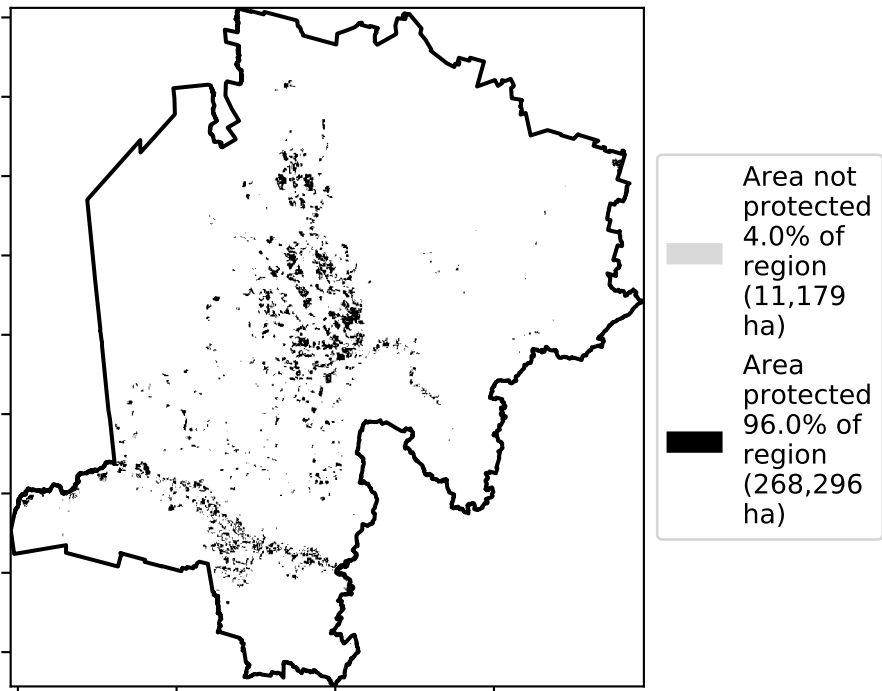 Area not
protected
4.0% of
region
(11,179
ha)
Area
protected
96.0% of
region
(268,296
ha)